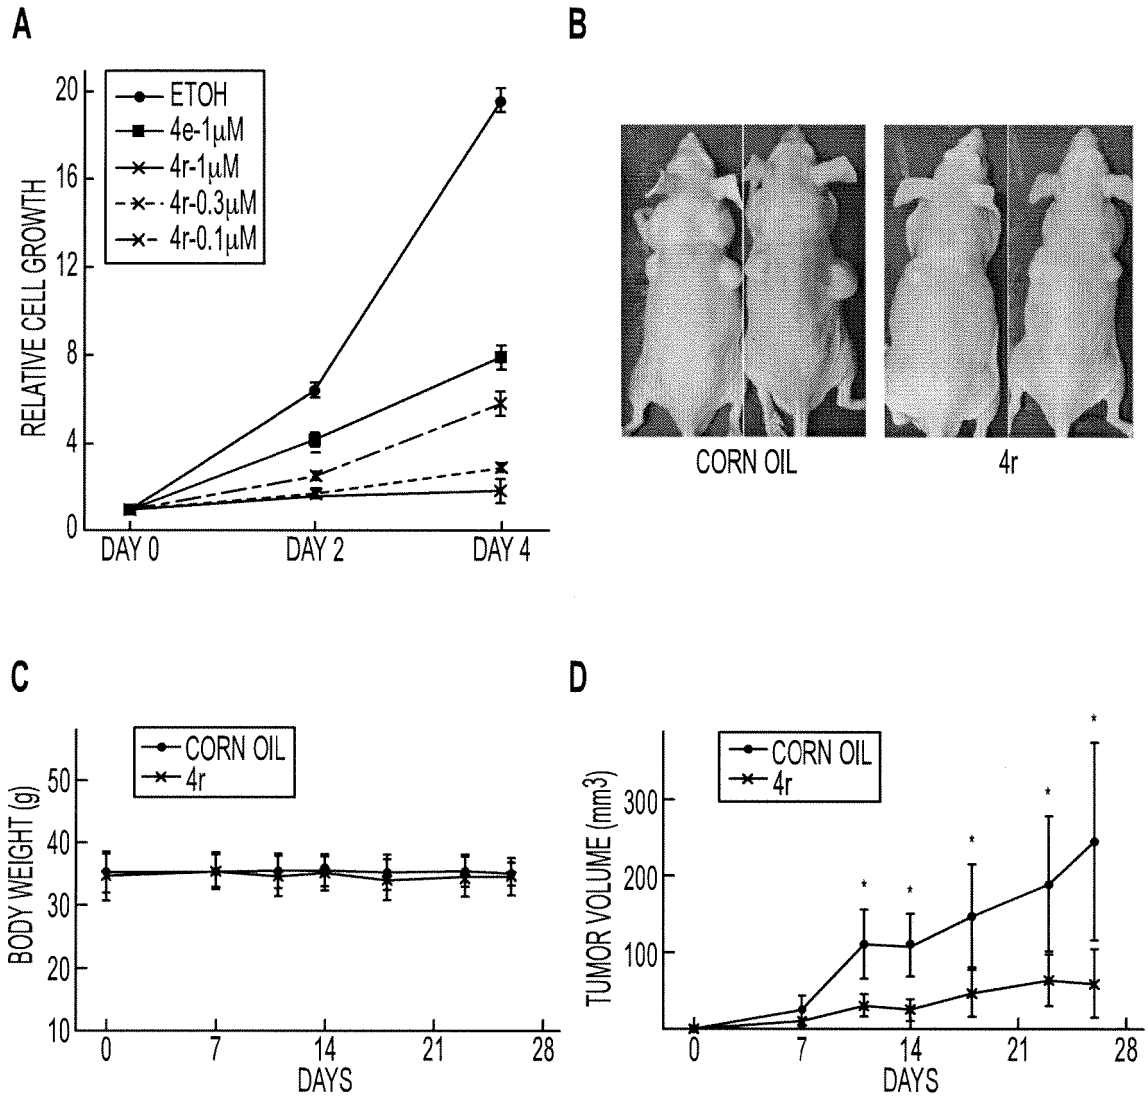 A
RELATIVE CELL GROWTH
20
16
12
8
4
0
ETOH
4e-1μM
4r-1μM
4r-0.3μM
4r-0.1μM
DAY 0 DAY 2 DAY 4
B
CORN OIL 4r
C
BODY WEIGHT (g)
50
40
30
20
10
CORN OIL
4r
0 7 14 21 28
DAYS
D
TUMOR VOLUME (mm3)
300
200
100
CORN OIL
4r
* * * * *
0 7 14 21 28
DAYS